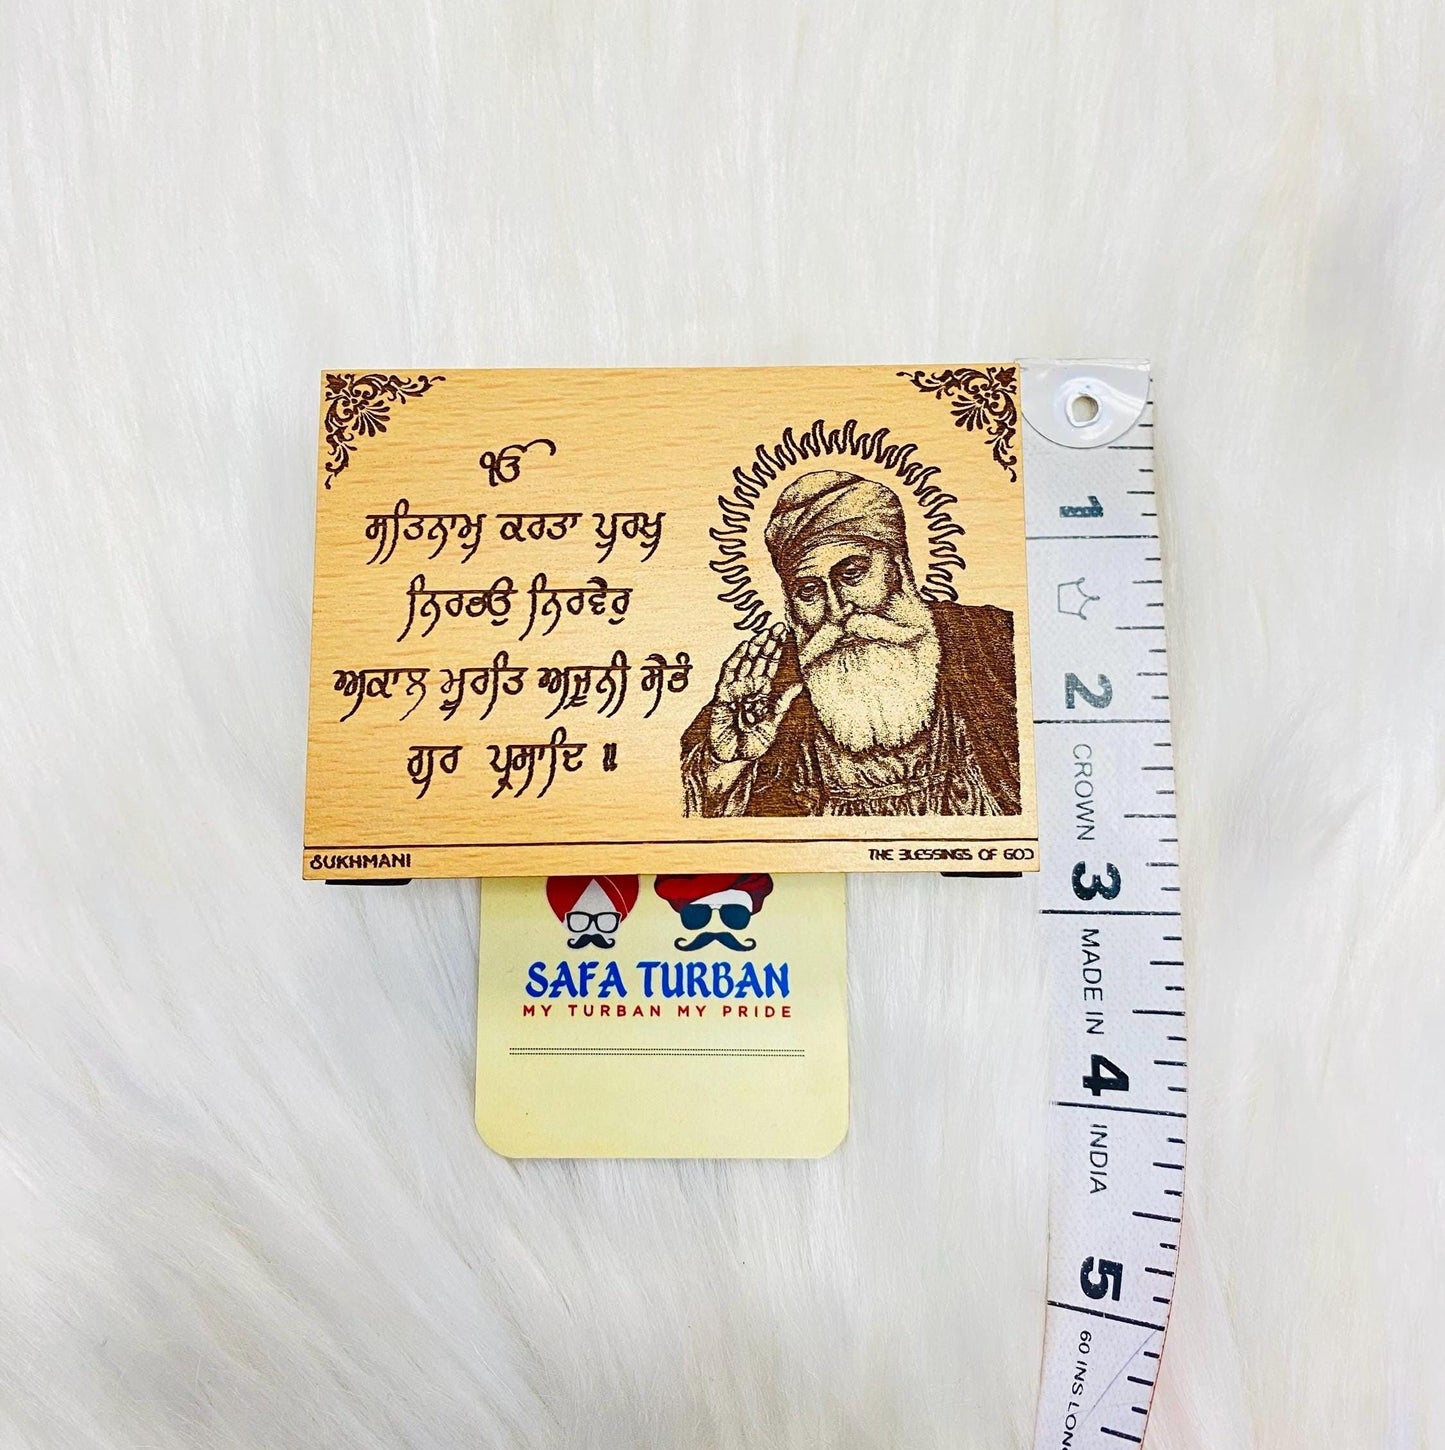 ੴ
ਸਤਿਨਾਮੁ ਕਰਤਾ ਪੁਰਖੁ
ਨਿਰਭਉ ਨਿਰਵੈਰੁ
ਅਕਾਲ ਮੂਰਤਿ ਅਜੂਨੀ ਸੈਭੰ
ਗੁਰ ਪ੍ਰਸਾਦਿ ॥
SUKHMANI
THE BLESSINGS OF GOD
SAFA TURBAN
MY TURBAN MY PRIDE
1
2
CROWN
3
MADE IN
4
INDIA
5
60 INS LONG